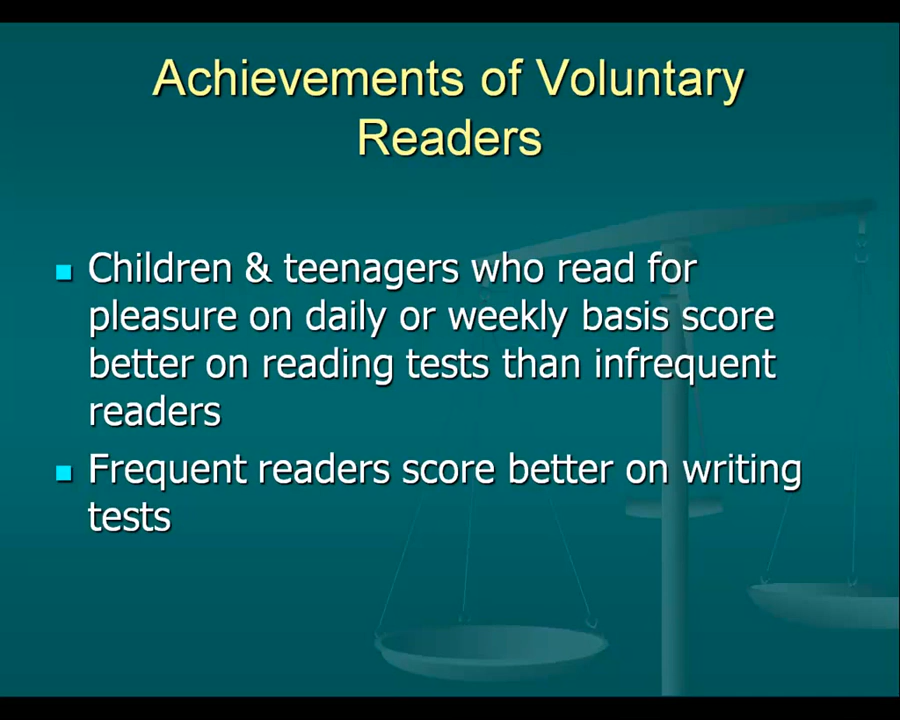 Achievements of Voluntary
Readers
Children & teenagers who read for
pleasure on daily or weekly basis score
better on reading tests than infrequent
readers
Frequent readers score better on writing
tests